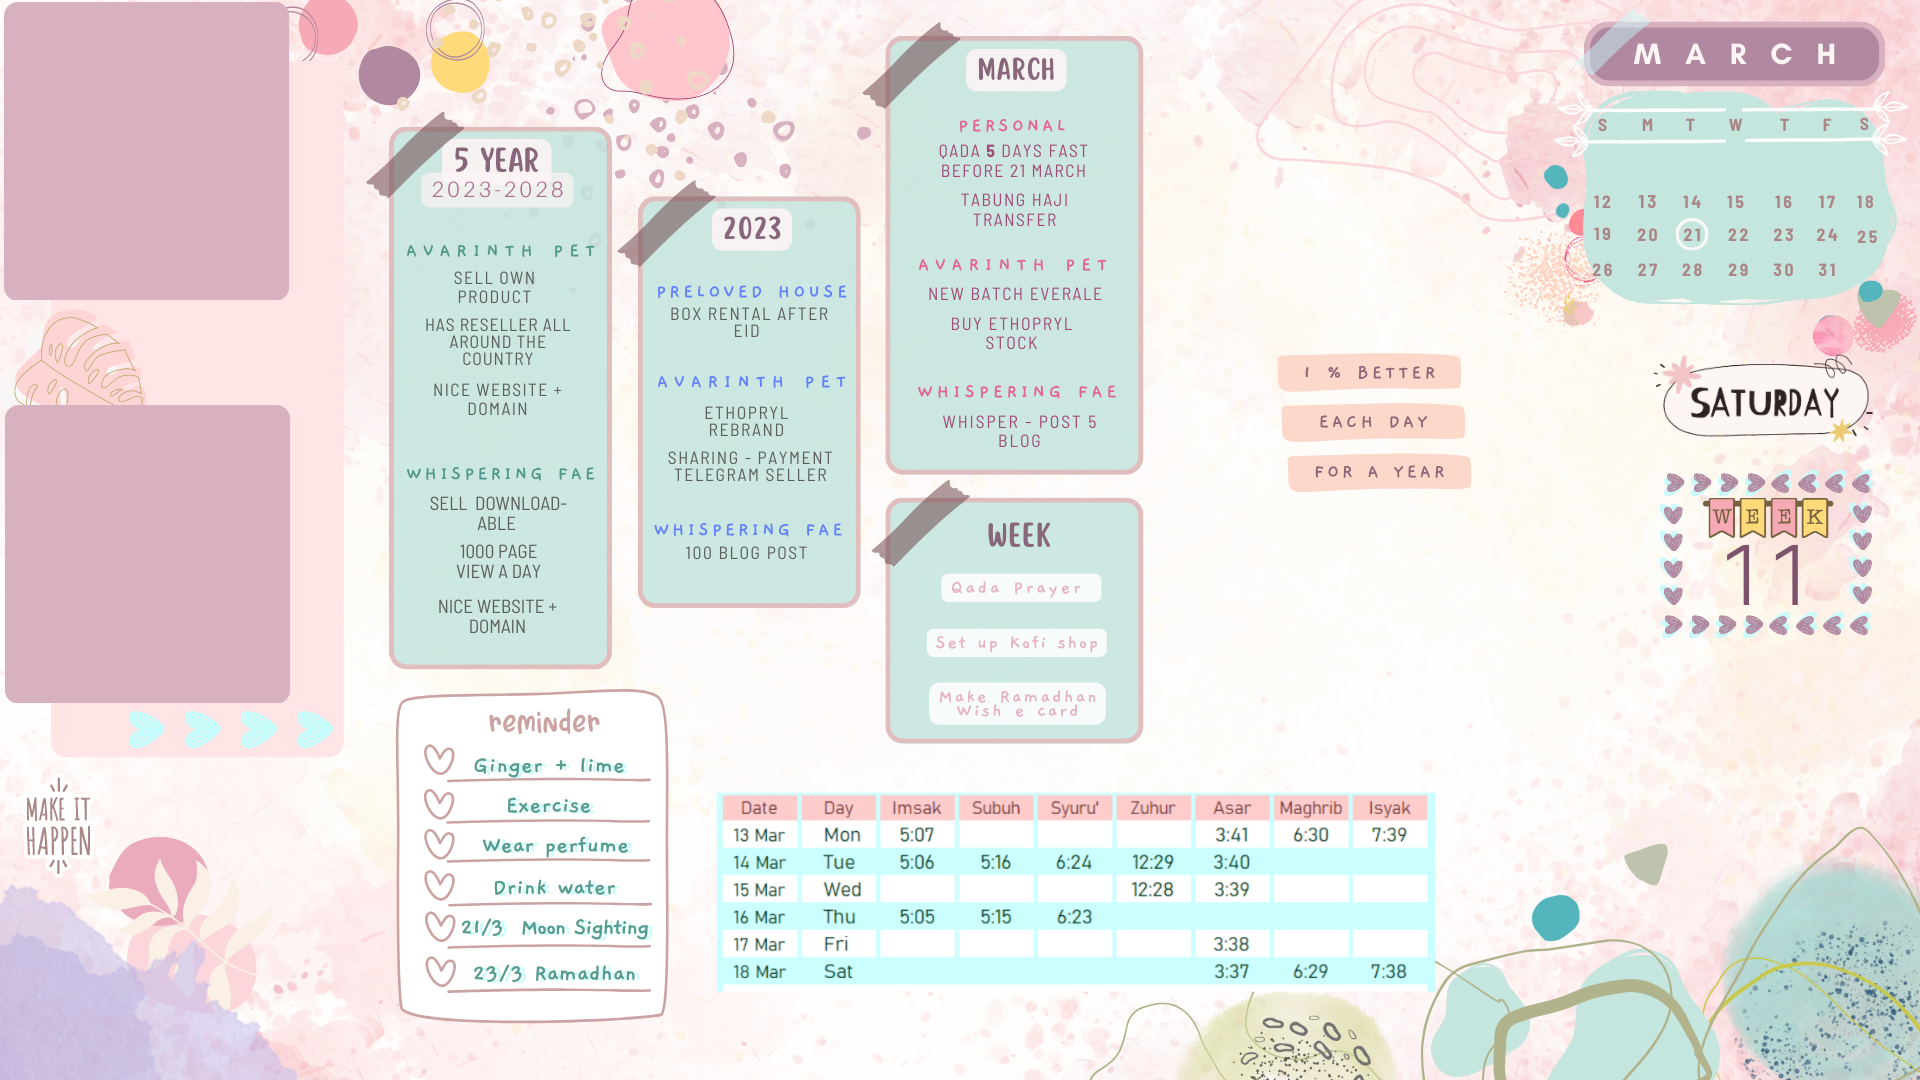 5 YEAR
2023-2028
AVARINTH PET
SELL OWN
PRODUCT
HAS RESELLER ALL
AROUND THE
COUNTRY
NICE WEBSITE +
DOMAIN
WHISPERING FAE
SELL DOWNLOAD-
ABLE
1000 PAGE
VIEW A DAY
NICE WEBSITE +
DOMAIN
2023
PRELOVED HOUSE
BOX RENTAL AFTER
EID
AVARINTH PET
ETHOPRYL
REBRAND
SHARING - PAYMENT
TELEGRAM SELLER
WHISPERING FAE
100 BLOG POST
MARCH
PERSONAL
QADA 5 DAYS FAST
BEFORE 21 MARCH
TABUNG HAJI
TRANSFER
AVARINTH PET
NEW BATCH EVERALE
BUY ETHOPRYL
STOCK
WHISPERING FAE
WHISPER - POST 5
BLOG
WEEK
Qada Prayer
Set up Kofi shop
Make Ramadhan
Wish e card
1 % BETTER
EACH DAY
FOR A YEAR
MARCH
S M T W T F S
12 13 14 15 16 17 18
19 20 21 22 23 24 25
26 27 28 29 30 31
SATURDAY
WEEK
11
MAKE IT
HAPPEN
reminder
Ginger + lime
Exercise
Wear perfume
Drink water
21/3 Moon Sighting
23/3 Ramadhan
Date Day Imsak Subuh Syuru' Zuhur Asar Maghrib Isyak
13 Mar Mon 5:07 3:41 6:30 7:39
14 Mar Tue 5:06 5:16 6:24 12:29 3:40
15 Mar Wed 12:28 3:39
16 Mar Thu 5:05 5:15 6:23
17 Mar Fri 3:38
18 Mar Sat 3:37 6:29 7:38